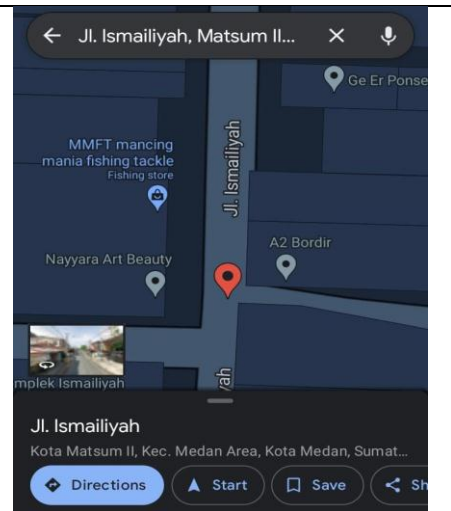 Jl. Ismailiyah, Matsum II...
Ge Er Ponse
MMFT mancing
mania fishing tackle
Fishing store
Jl. Ismailiyah
A2 Bordir
Nayyara Art Beauty
mplek Ismailiyah
yah
Jl. Ismailiyah
Kota Matsum II, Kec. Medan Area, Kota Medan, Sumat...
Directions
Start
Save
Sh